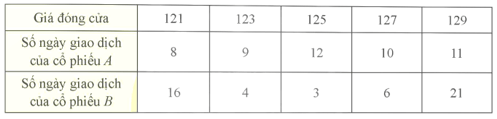 Giá đóng cửa 121 123 125 127 129
Số ngày giao dịch
của cổ phiếu A 8 9 12 10 11
Số ngày giao dịch
của cổ phiếu B 16 4 3 6 21